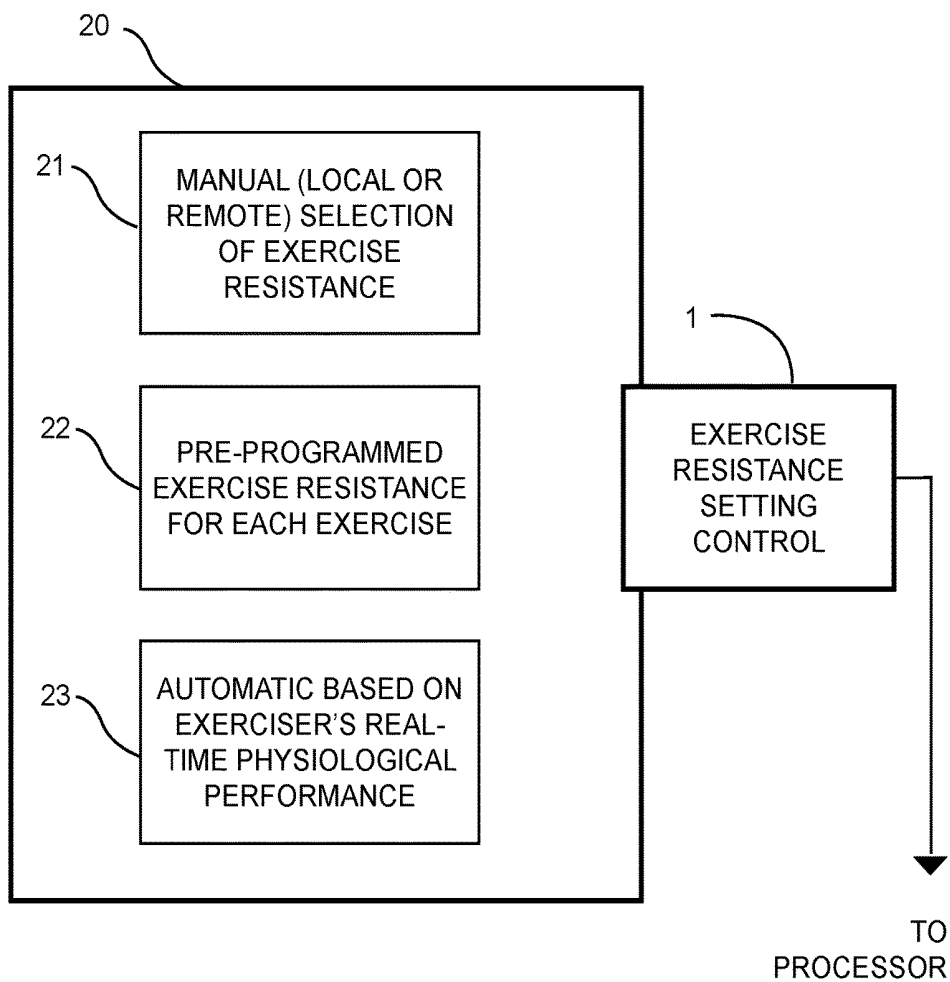 20
21
MANUAL (LOCAL OR
REMOTE) SELECTION
OF EXERCISE
RESISTANCE
1
22
PRE-PROGRAMMED
EXERCISE RESISTANCE
FOR EACH EXERCISE
EXERCISE
RESISTANCE
SETTING
CONTROL
23
AUTOMATIC BASED ON
EXERCISER'S REAL-
TIME PHYSIOLOGICAL
PERFORMANCE
TO
PROCESSOR